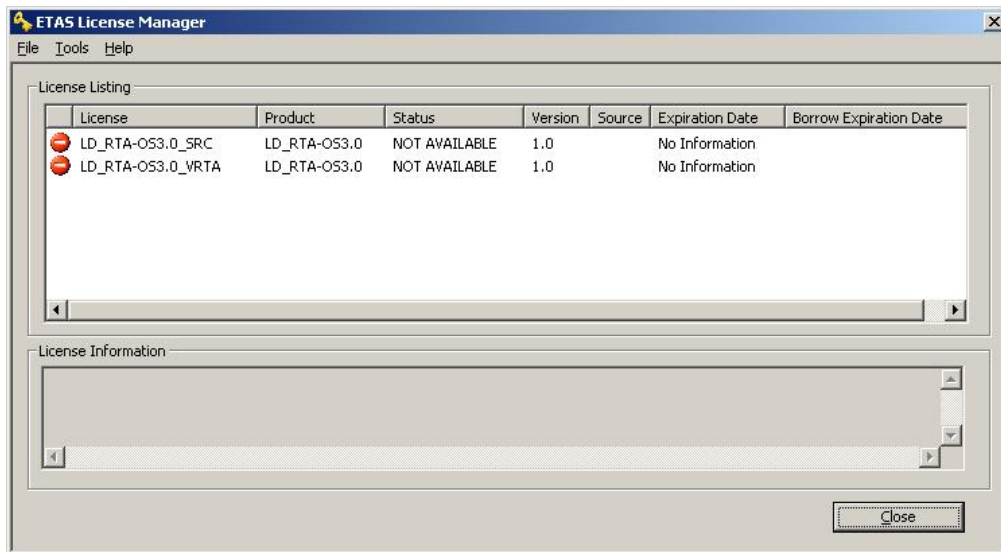 ETAS License Manager
File Tools Help
License Listing
License Product Status Version Source Expiration Date Borrow Expiration Date
LD_RTA-OS3.0_SRC LD_RTA-OS3.0 NOT AVAILABLE 1.0 No Information
LD_RTA-OS3.0_VRTA LD_RTA-OS3.0 NOT AVAILABLE 1.0 No Information
License Information
Close